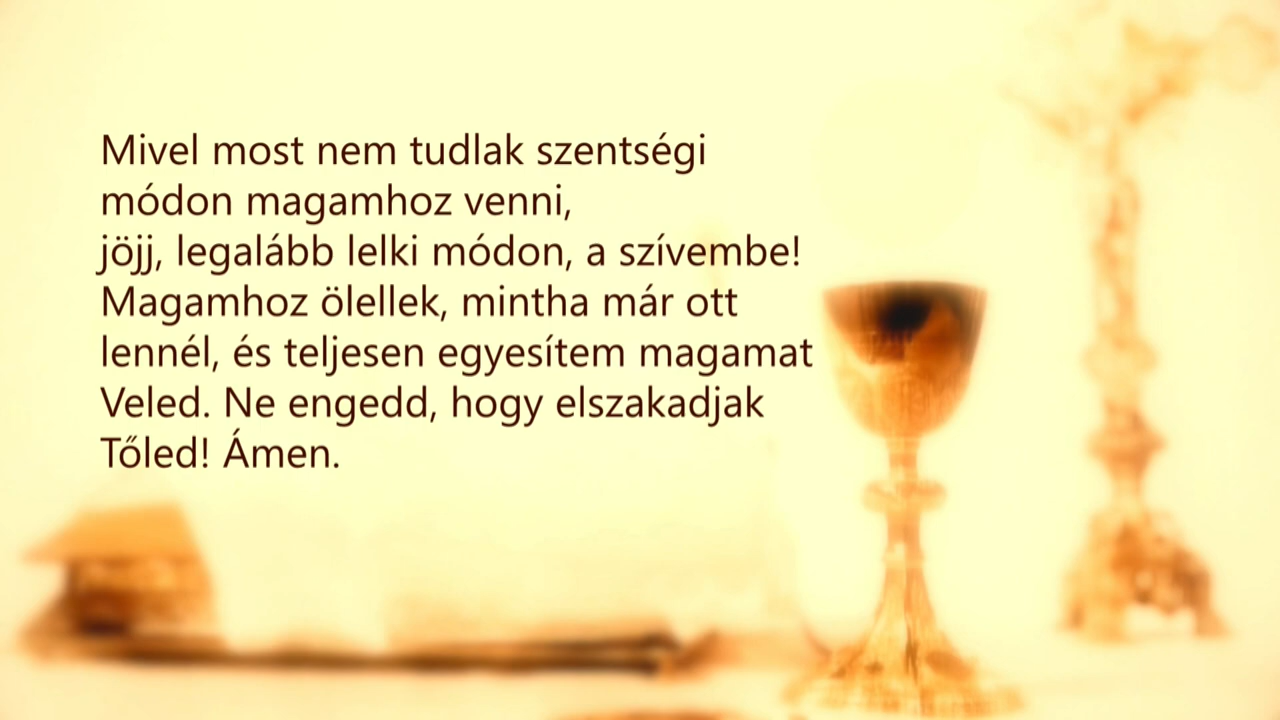 Mivel most nem tudlak szentségi
módon magamhoz venni,
jöjj, legalább lelki módon, a szívembe!
Magamhoz ölellek, mintha már ott
lennél, és teljesen egyesítem magamat
Veled. Ne engedd, hogy elszakadjak
Tőled! Ámen.